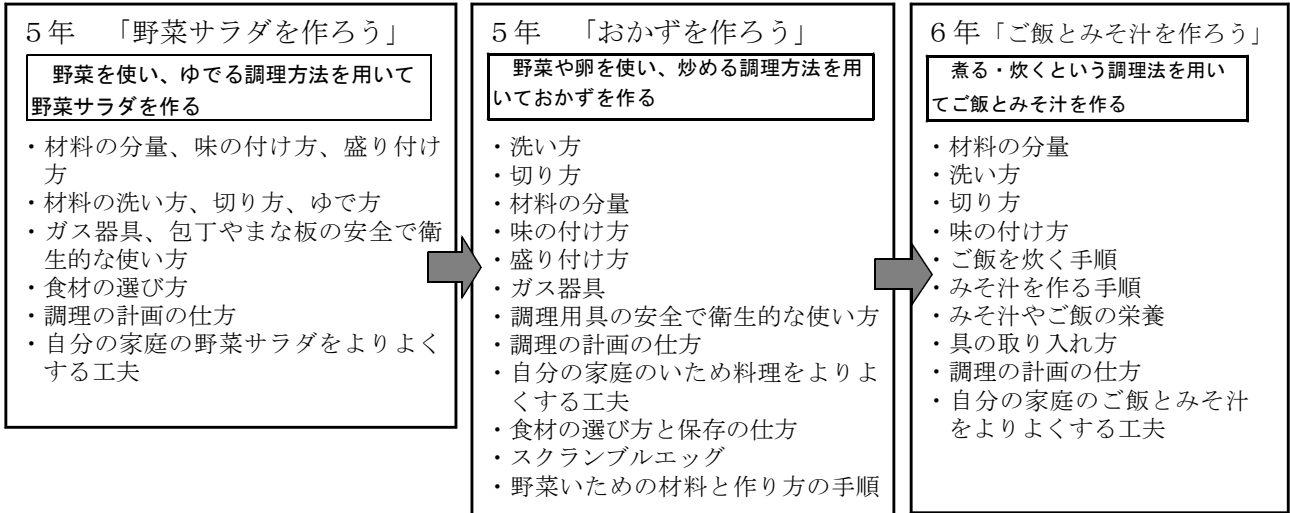 ５年　「野菜サラダを作ろう」
野菜を使い、ゆでる調理方法を用いて
野菜サラダを作る
・材料の分量、味の付け方、盛り付け
方
・材料の洗い方、切り方、ゆで方
・ガス器具、包丁やまな板の安全で衛
生的な使い方
・食材の選び方
・調理の計画の仕方
・自分の家庭の野菜サラダをよりよく
する工夫
５年　「おかずを作ろう」
野菜や卵を使い、炒める調理方法を用
いておかずを作る
・洗い方
・切り方
・材料の分量
・味の付け方
・盛り付け方
・ガス器具
・調理用具の安全で衛生的な使い方
・調理の計画の仕方
・自分の家庭のいため料理をよりよ
くする工夫
・食材の選び方と保存の仕方
・スクランブルエッグ
・野菜いための材料と作り方の手順
６年「ご飯とみそ汁を作ろう」
煮る・炊くという調理法を用い
てご飯とみそ汁を作る
・材料の分量
・洗い方
・切り方
・味の付け方
・ご飯を炊く手順
・みそ汁を作る手順
・みそ汁やご飯の栄養
・具の取り入れ方
・調理の計画の仕方
・自分の家庭のご飯とみそ汁
をよりよくする工夫